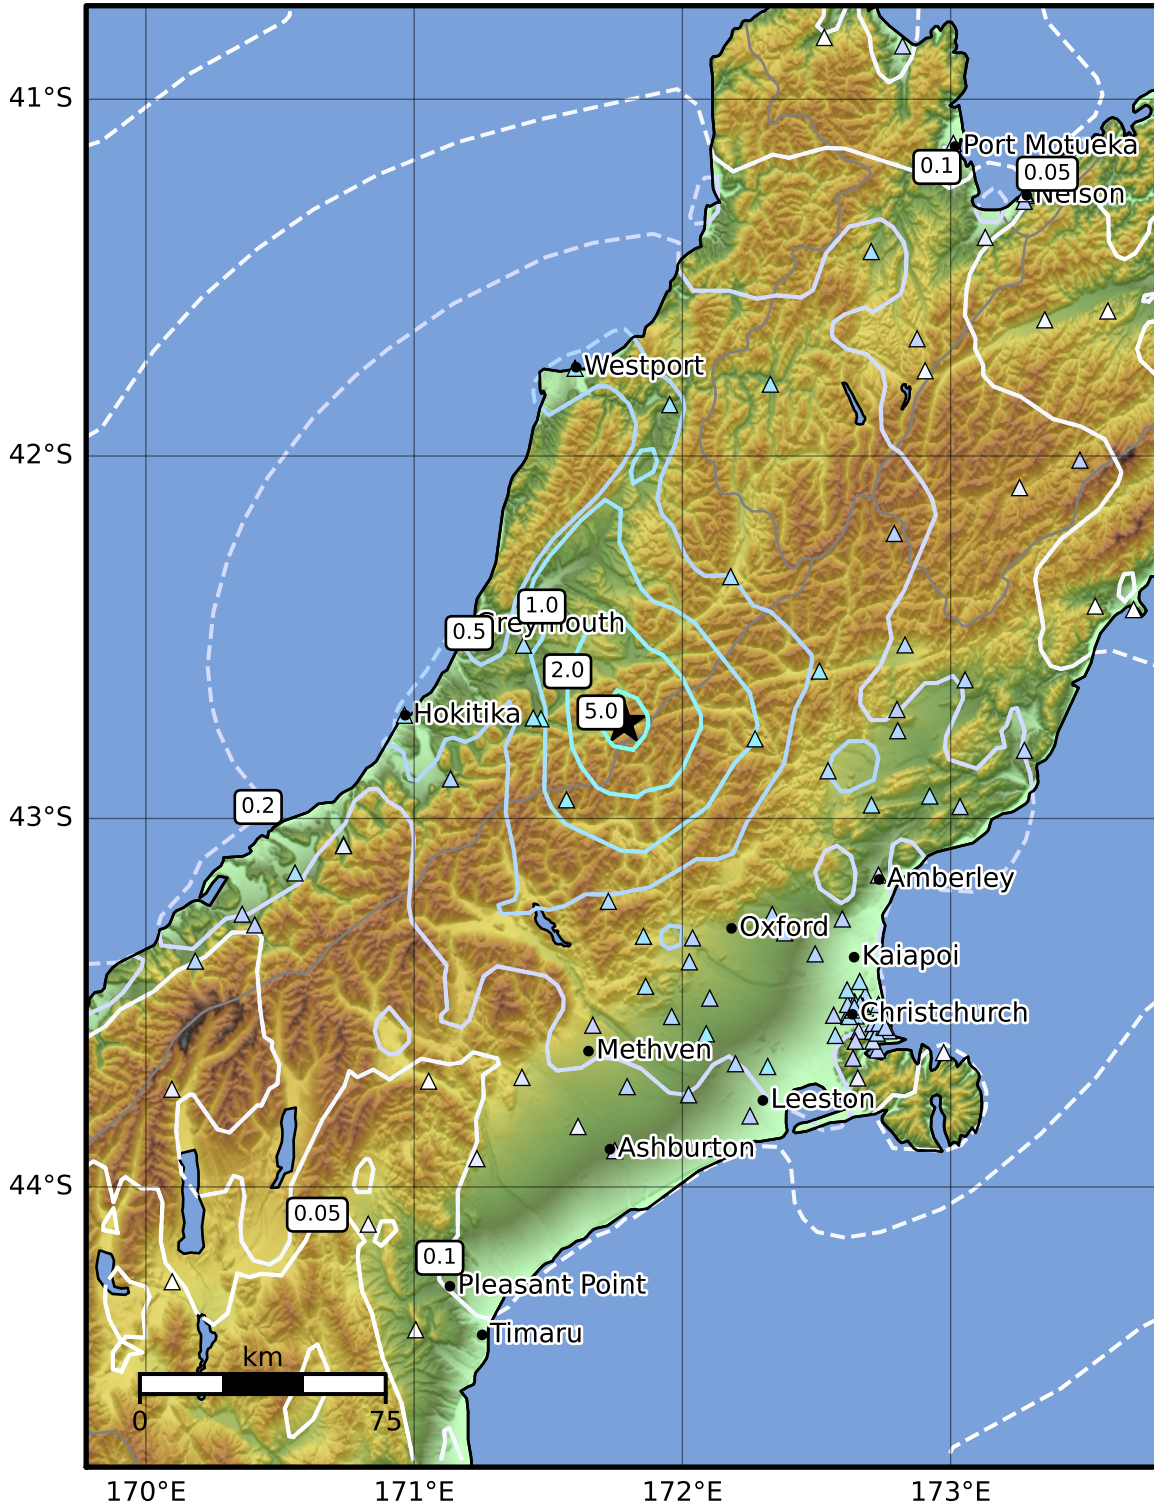 41°S
Port Motueka
0.1
0.05
Nelson
Westport
42°S
1.0
Greymouth
0.5
2.0
5.0
Hokitika
0.2
43°S
Amberley
Oxford
Kaiapoi
Christchurch
Methven
Leeston
Ashburton
44°S
0.05
0.1
Pleasant Point
Timaru
km
0 75
170°E 171°E 172°E 173°E